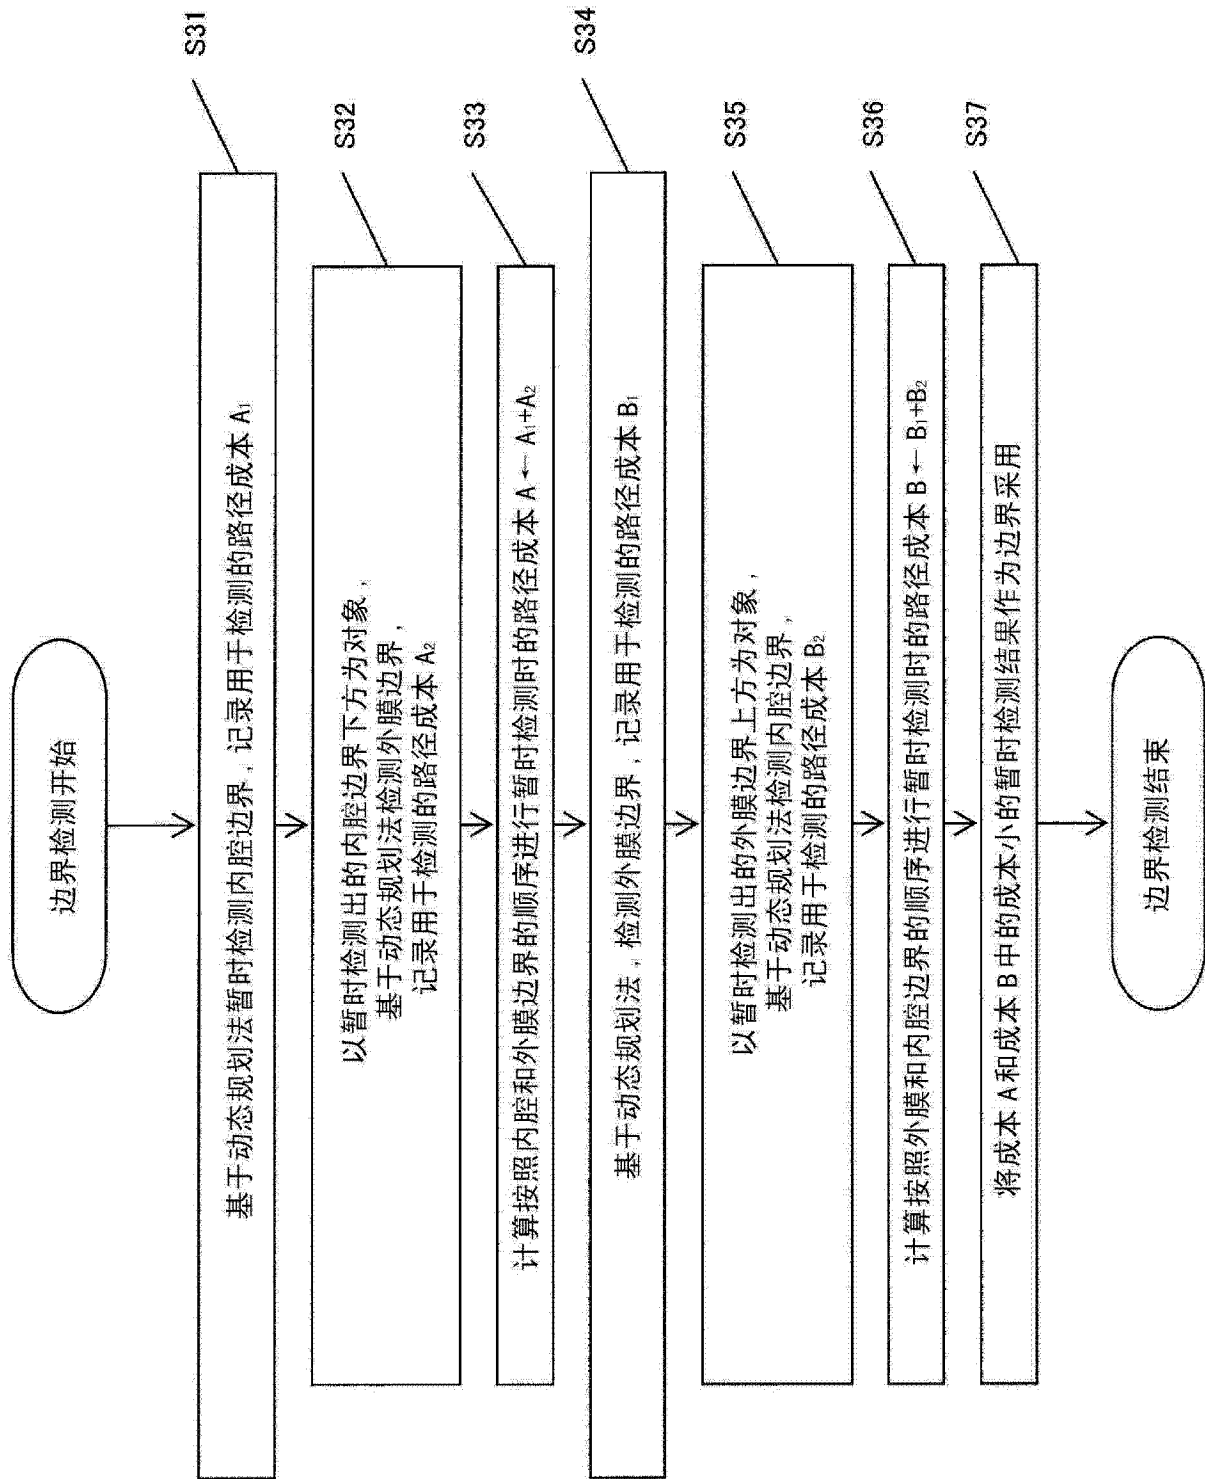 边界检测开始
S31
基于动态规划法暂时检测内腔边界，记录用于检测的路径成本 A₁
S32
以暂时检测出的内腔边界下方为对象，
基于动态规划法检测外膜边界，
记录用于检测的路径成本 A₂
S33
计算按照内腔和外膜边界的顺序进行暂时检测时的路径成本 A ← A₁+A₂
S34
基于动态规划法，检测外膜边界，记录用于检测的路径成本 B₁
S35
以暂时检测出的外膜边界上方为对象，
基于动态规划法检测内腔边界，
记录用于检测的路径成本 B₂
S36
计算按照外膜和内腔边界的顺序进行暂时检测时的路径成本 B ← B₁+B₂
S37
将成本 A 和成本 B 中的成本小的暂时检测结果作为边界采用
边界检测结束